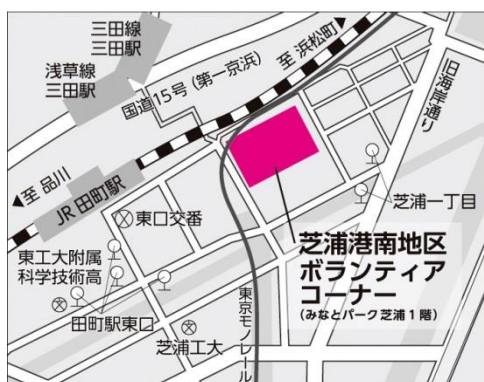 三田線
三田駅
浅草線
三田駅
国道15号(第一京浜)
至 浜松町
旧海岸通り
至 品川
JR 田町駅
東口交番
東工大附属
科学技術高
田町駅東口
芝浦工大
東京モノレール
芝浦一丁目
芝浦港南地区
ボランティア
コーナー
(みなとパーク芝浦1階)